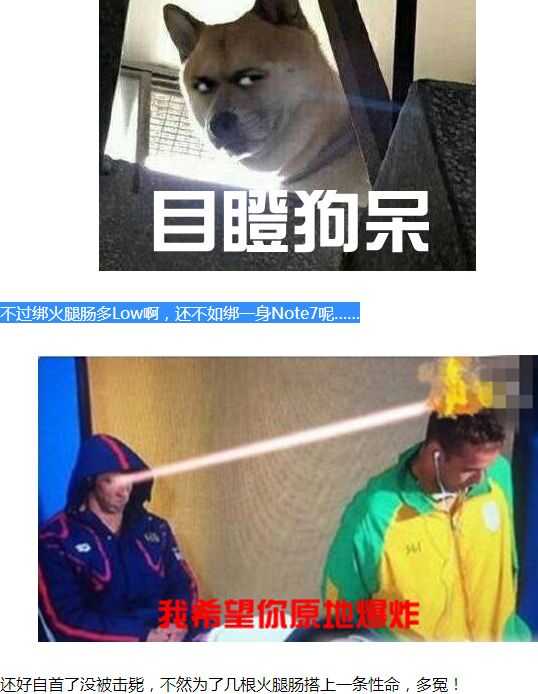 目瞪狗呆
不过绑火腿肠多Low啊，还不如绑一身Note7呢……
我希望你原地爆炸
还好自首了没被击毙，不然为了几根火腿肠搭上一条性命，多冤！